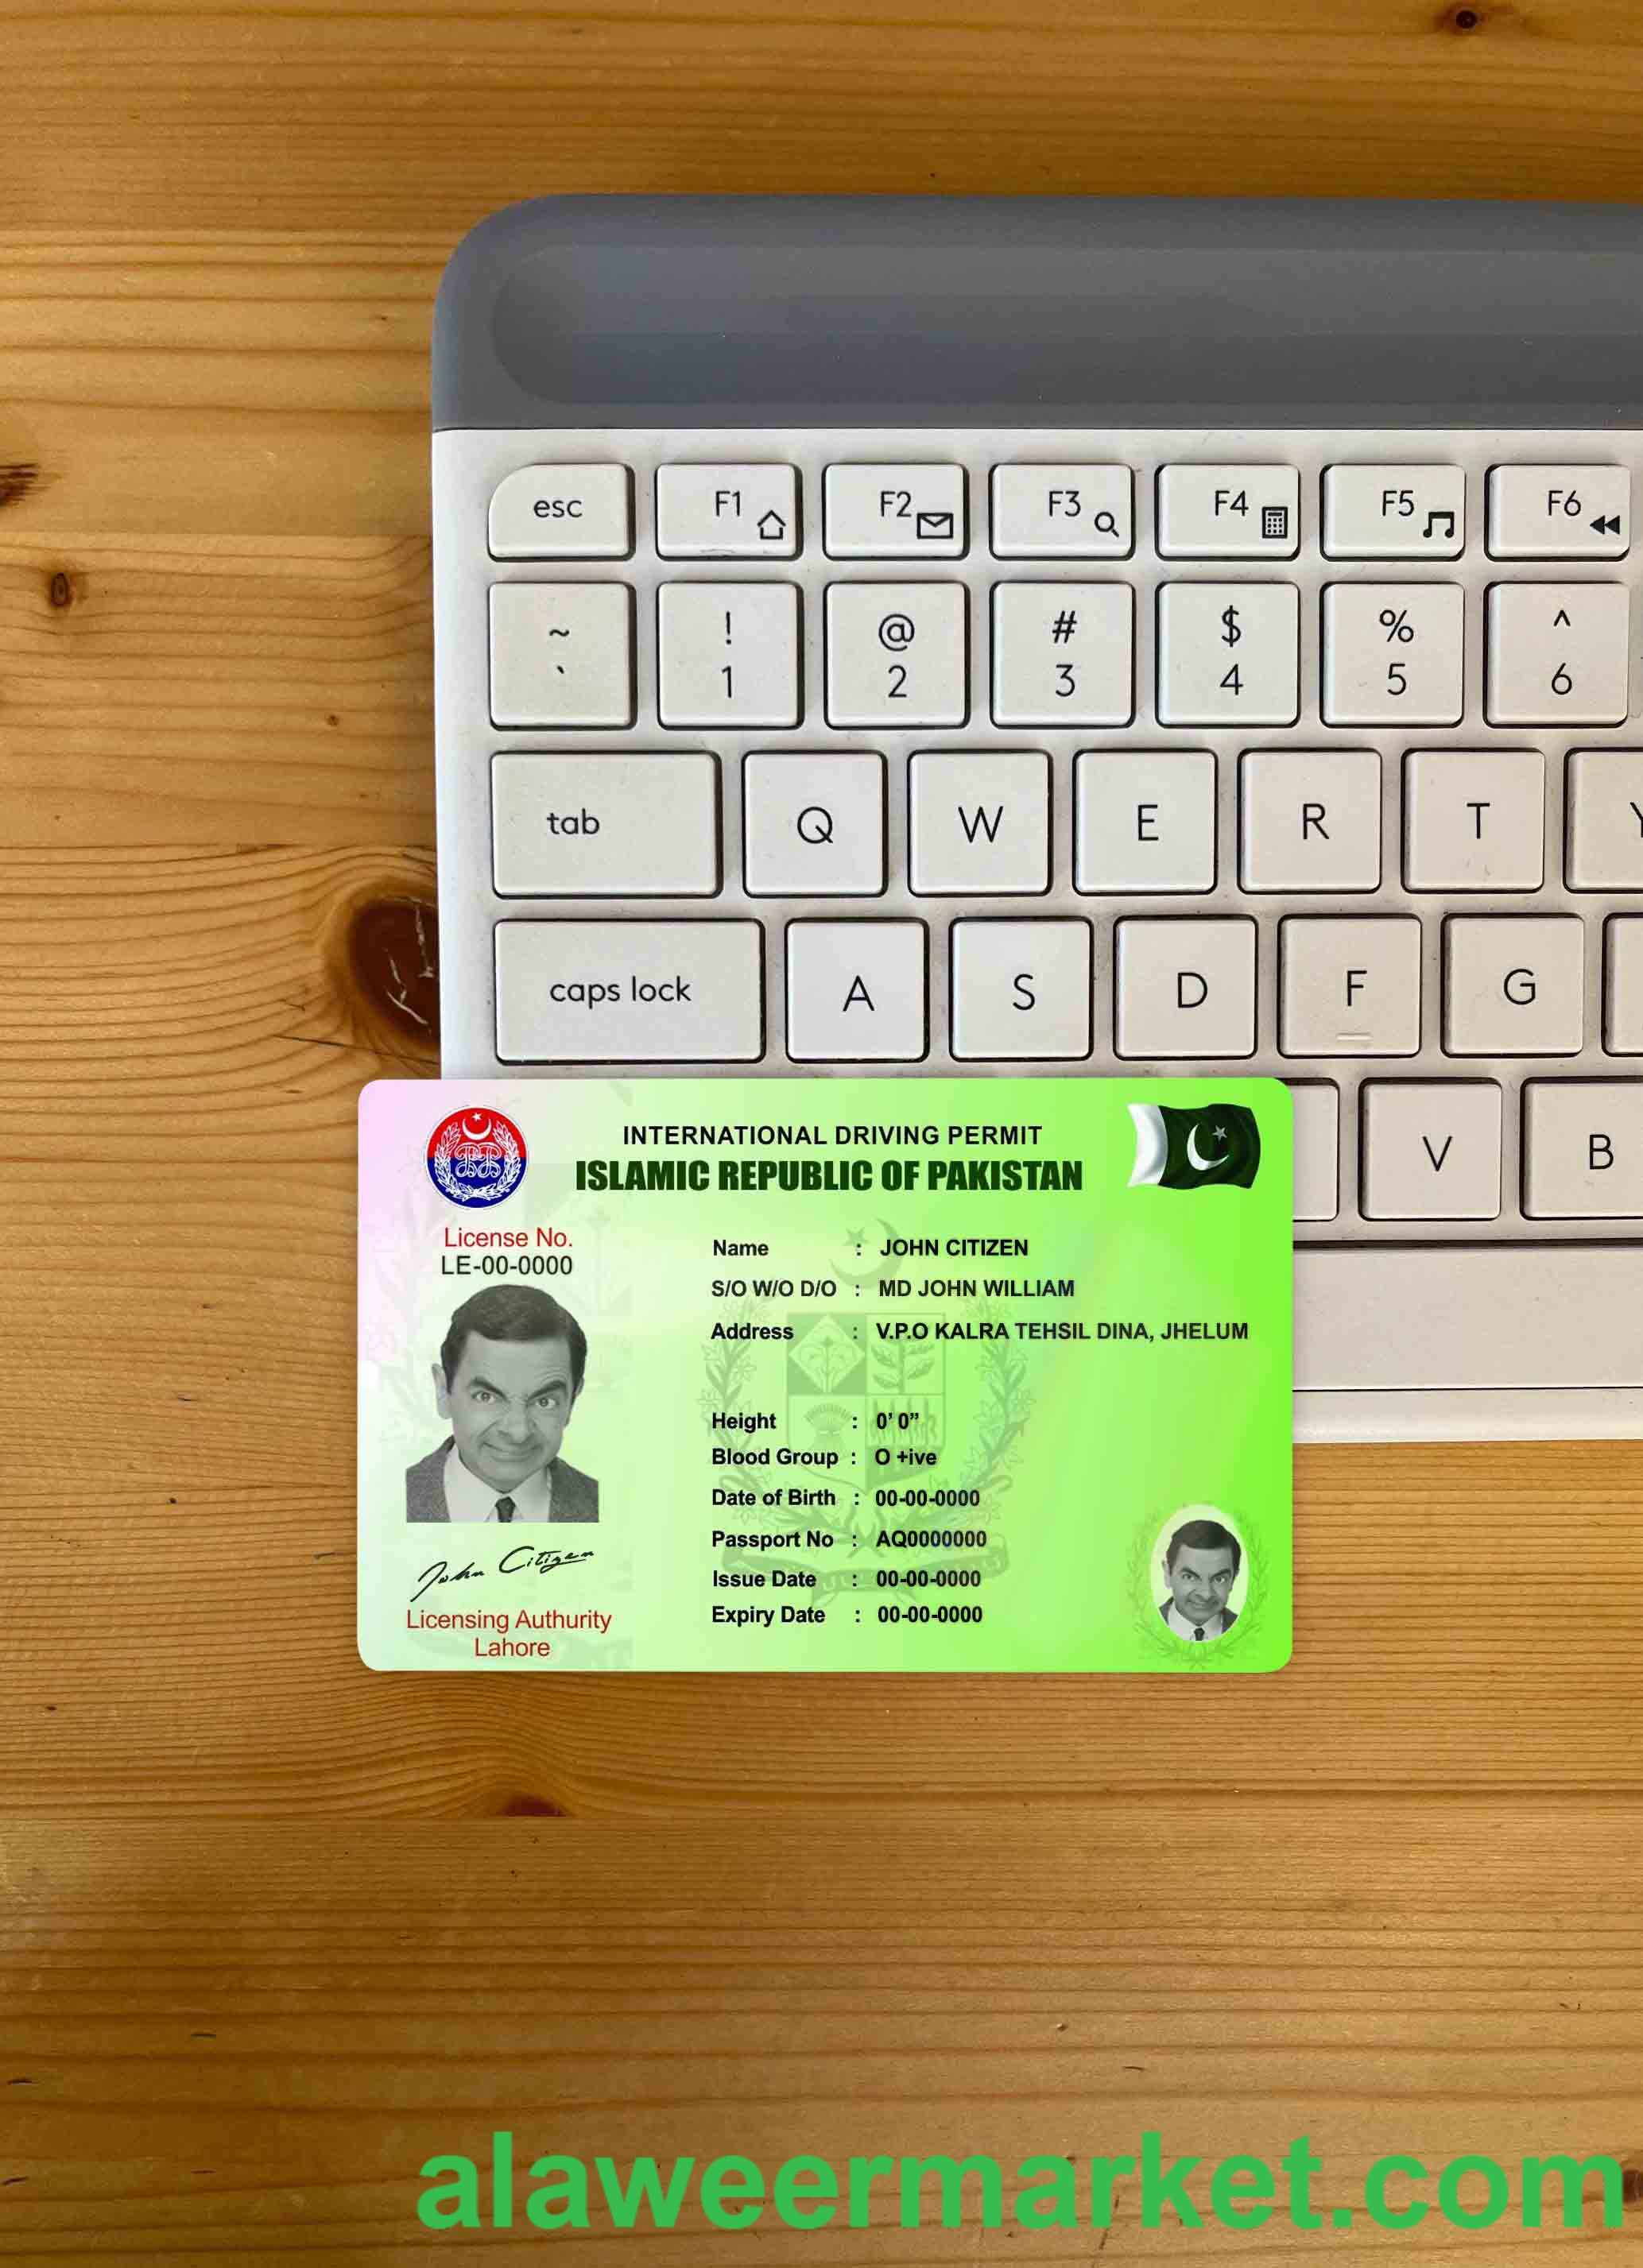 esc F1 F2 F3 F4 F5 F6
~ ! @ # $ % ^
` 1 2 3 4 5 6
tab Q W E R T Y
caps lock A S D F G
V B
INTERNATIONAL DRIVING PERMIT
ISLAMIC REPUBLIC OF PAKISTAN
License No.
LE-00-0000
Name : JOHN CITIZEN
S/O W/O D/O : MD JOHN WILLIAM
Address : V.P.O KALRA TEHSIL DINA, JHELUM
Height : 0' 0”
Blood Group : O +ive
Date of Birth : 00-00-0000
Passport No : AQ0000000
Issue Date : 00-00-0000
Expiry Date : 00-00-0000
John Citizen
Licensing Authurity
Lahore
alaweermarket.com